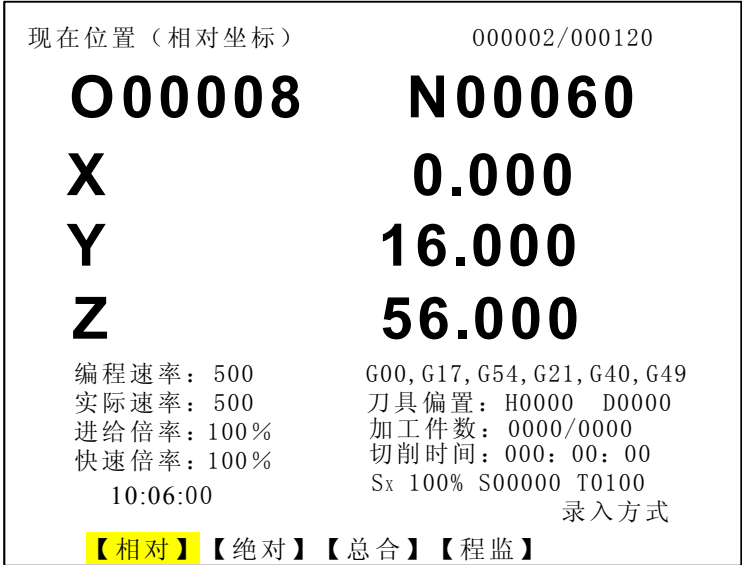 现在位置（相对坐标） 000002/000120
O00008 N00060
X 0.000
Y 16.000
Z 56.000
编程速率：500 G00,G17,G54,G21,G40,G49
实际速率：500 刀具偏置：H0000 D0000
进给倍率：100% 加工件数：0000/0000
快速倍率：100% 切削时间：000：00：00
10:06:00 Sx 100% S00000 T0100
录入方式
【相对】【绝对】【总合】【程监】